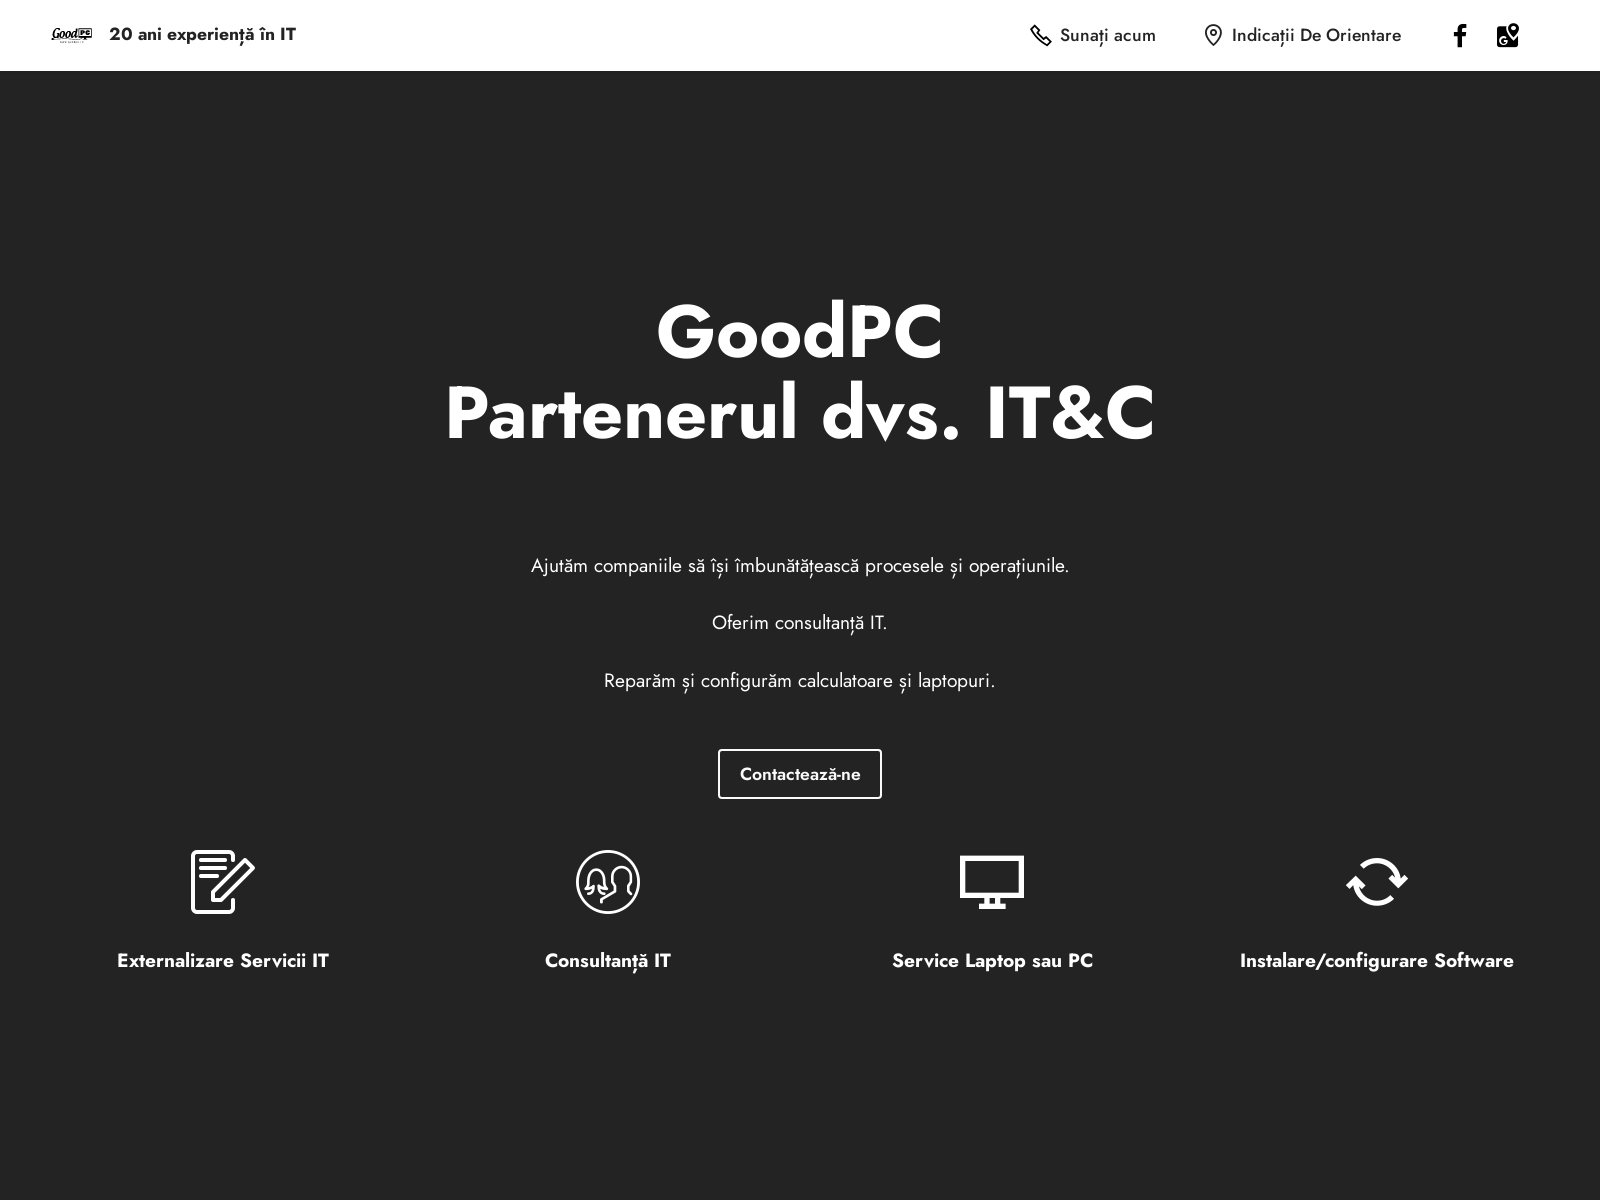 GoodPC
20 ani experiență în IT
Sunați acum
Indicații De Orientare
GoodPC
Partenerul dvs. IT&C
Ajutăm companiile să își îmbunătățească procesele și operațiunile.
Oferim consultanță IT.
Reparăm și configurăm calculatoare și laptopuri.
Contactează-ne
Externalizare Servicii IT
Consultanță IT
Service Laptop sau PC
Instalare/configurare Software